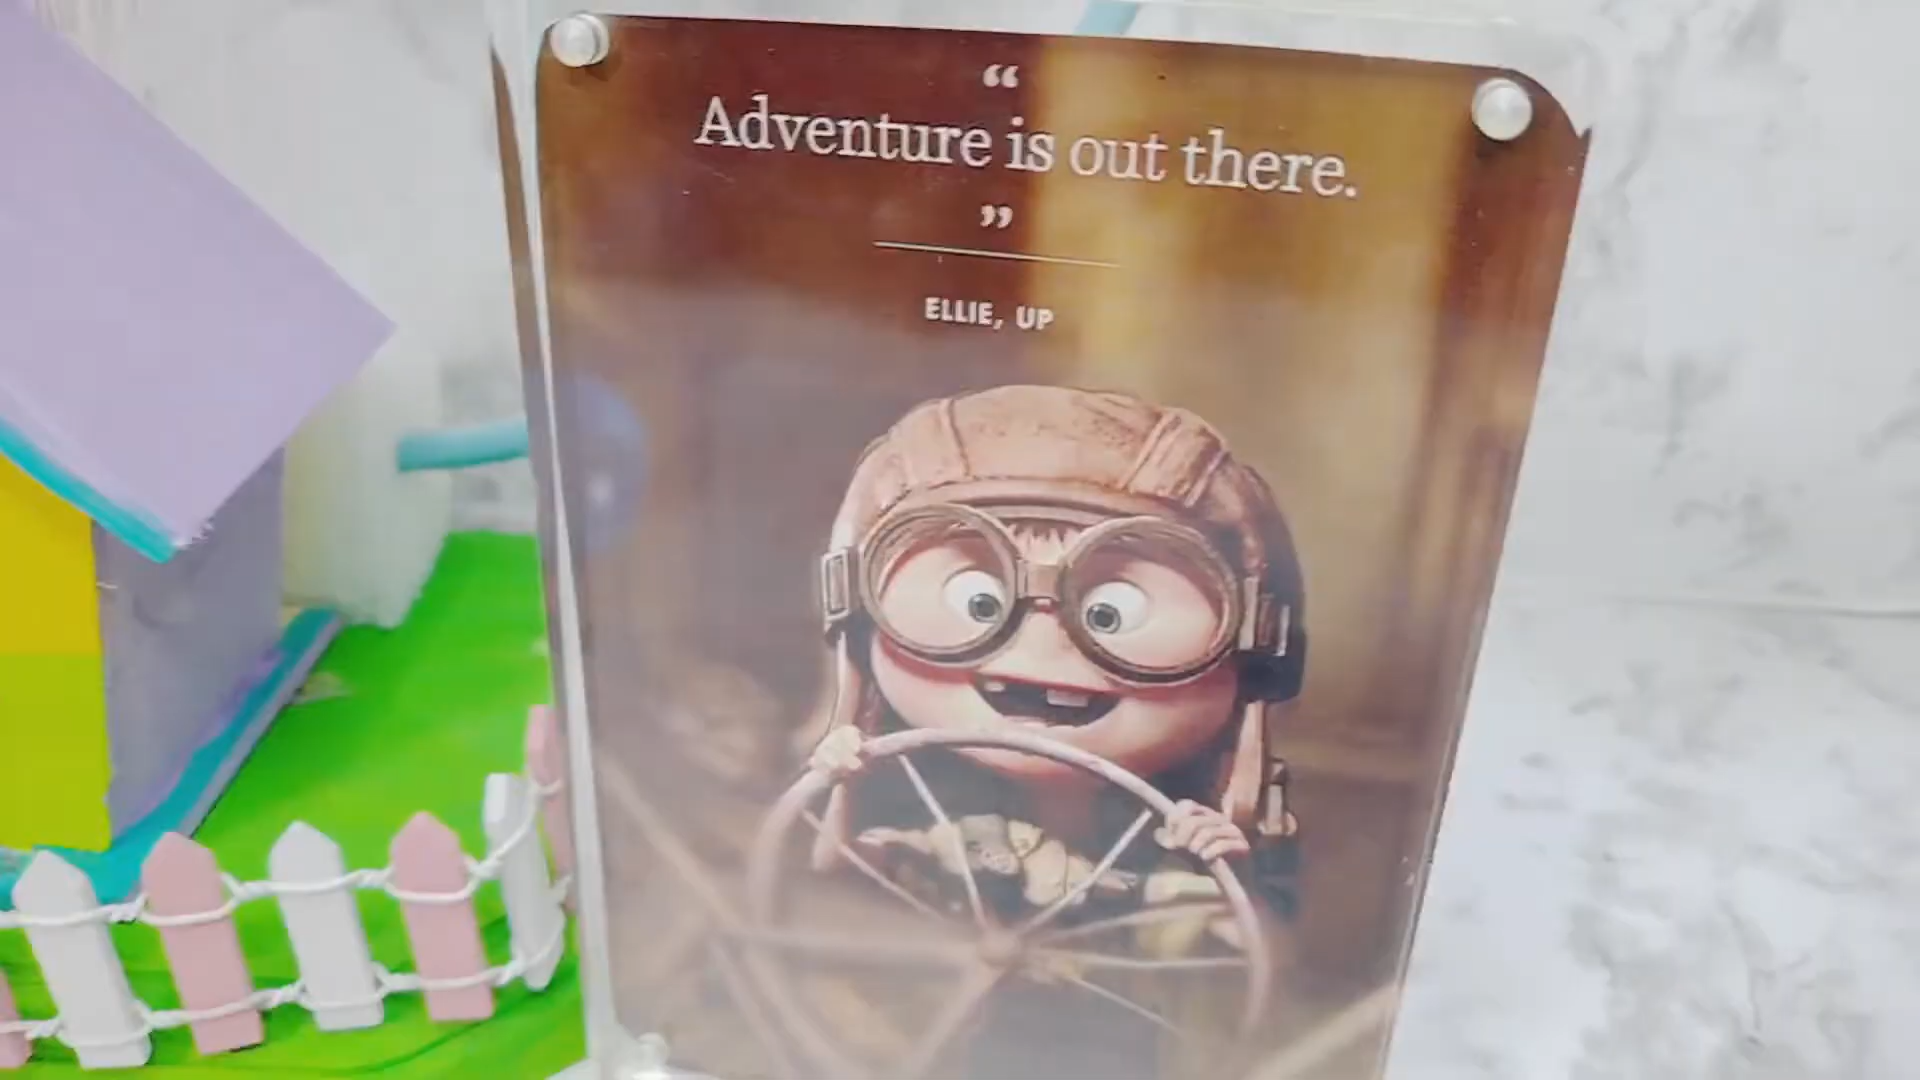 “
Adventure is out there.
”
ELLIE, UP